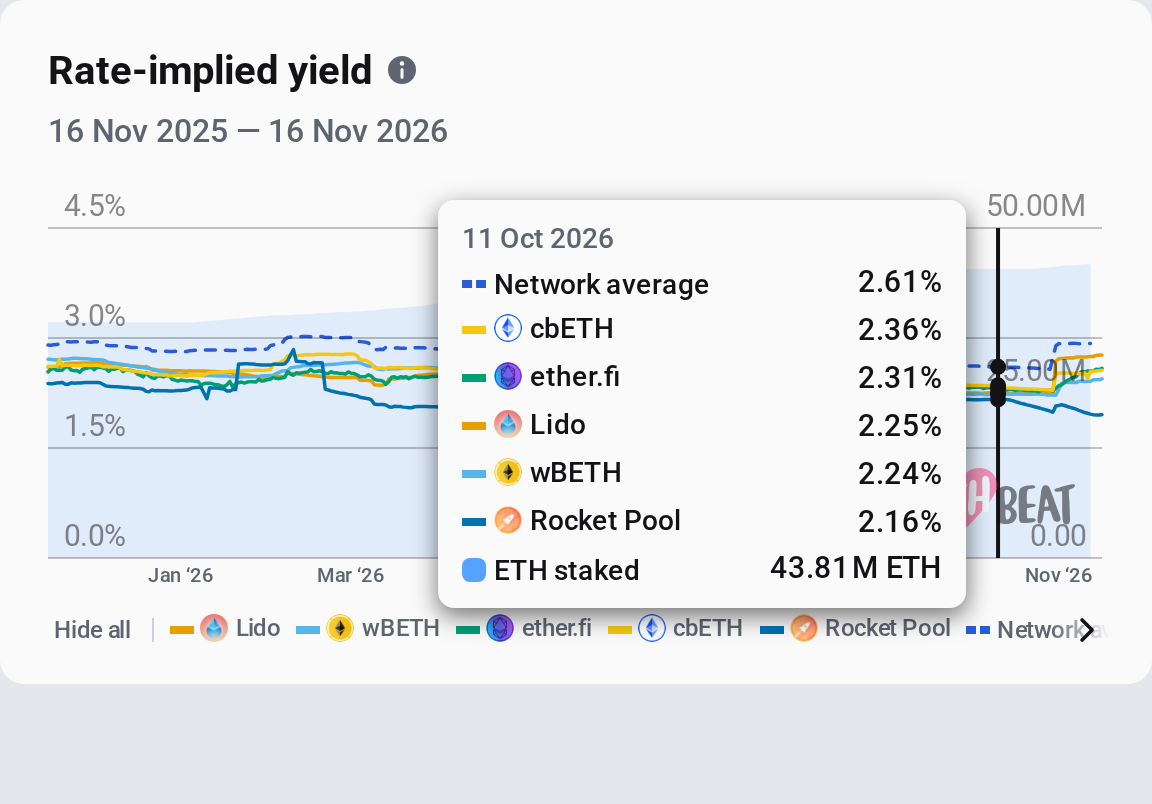 Rate-implied yield
16 Nov 2025 — 16 Nov 2026
4.5%
50.00M
3.0%
25.00M
1.5%
0.0%
0.00
11 Oct 2026
Network average 2.61%
cbETH 2.36%
ether.fi 2.31%
Lido 2.25%
wBETH 2.24%
Rocket Pool 2.16%
ETH staked 43.81M ETH
H BEAT
Jan ‘26
Mar ‘26
Nov ‘26
Hide all Lido wBETH ether.fi cbETH Rocket Pool Network